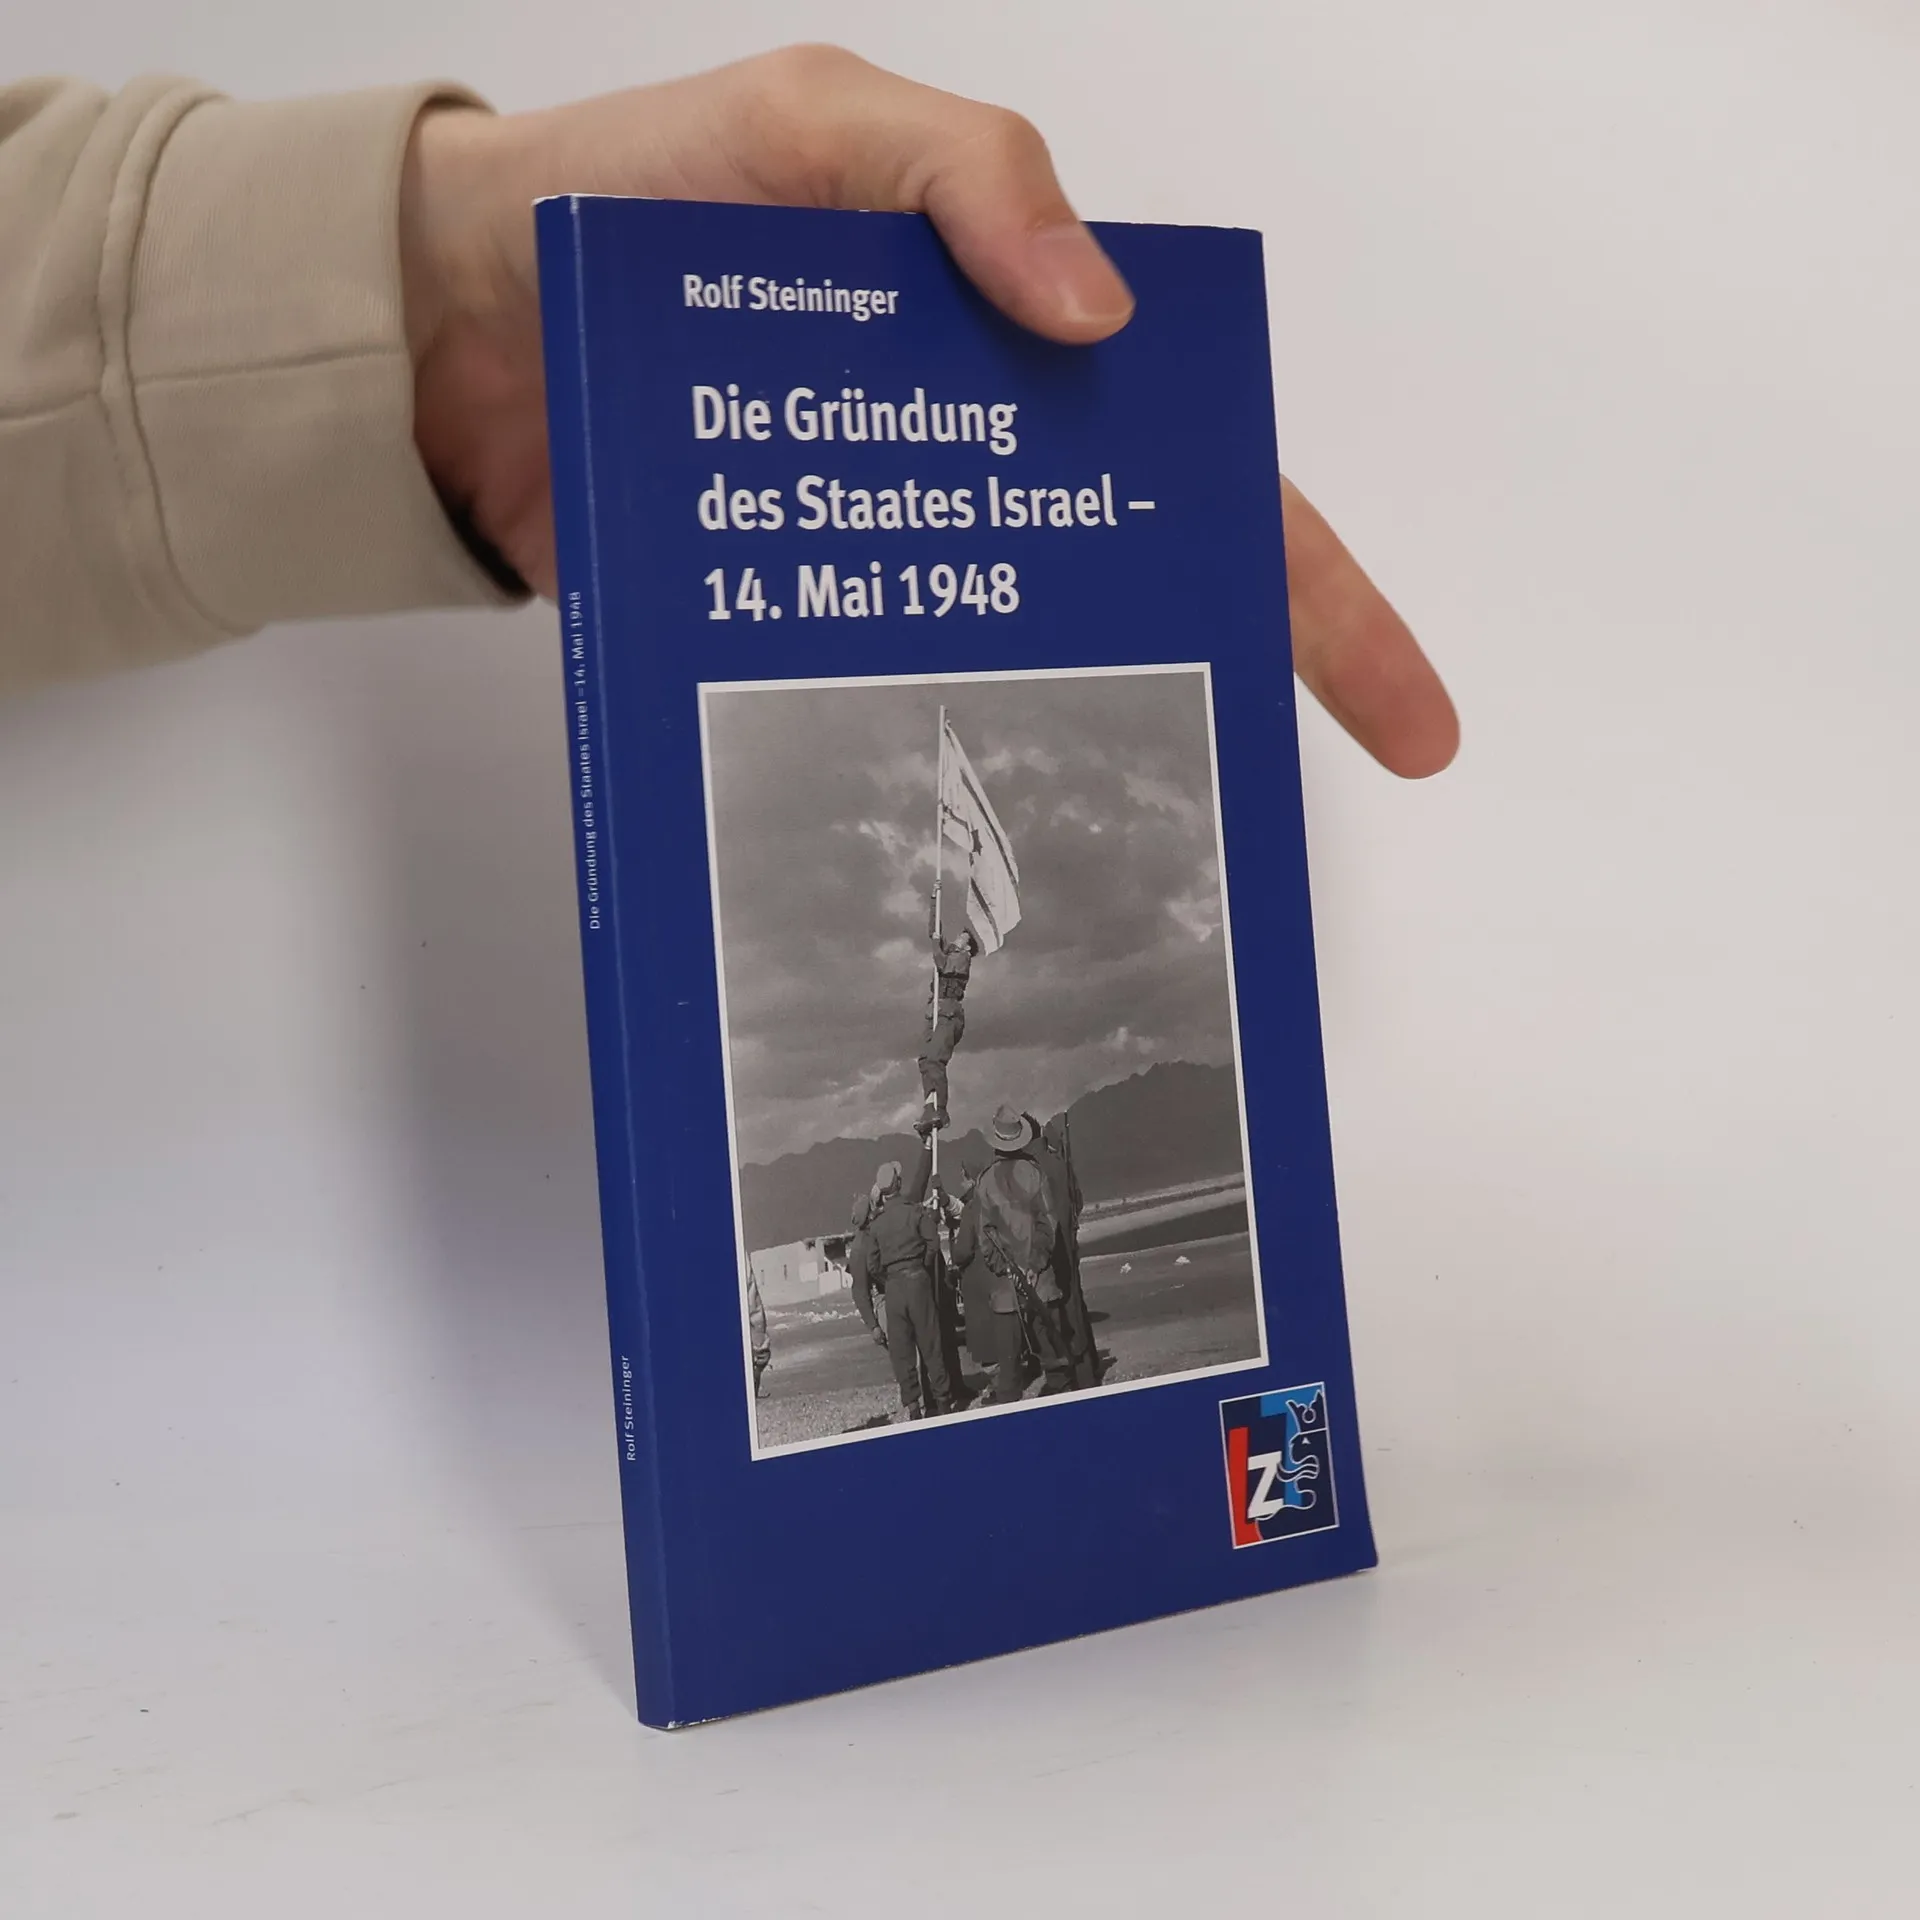 Rolf Steininger
Die Gründung
des Staates Israel –
14. Mai 1948
Die Gründung des Staates Israel – 14. Mai 1948
Rolf Steininger
LZT